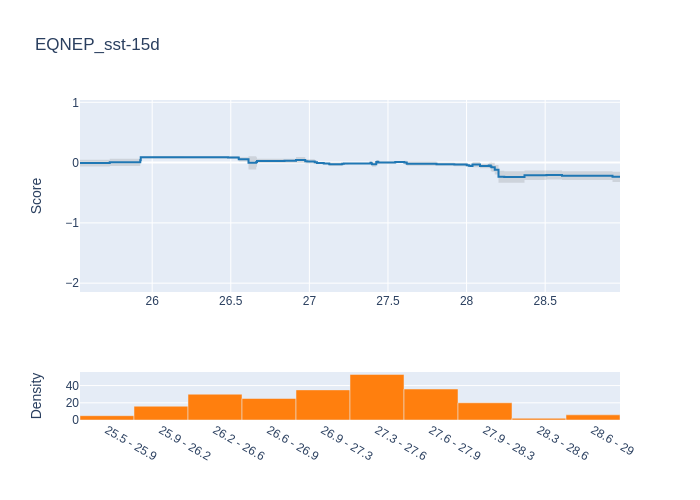 EQNEP_sst-15d
1
0
−1
−2
Score
26
26.5
27
27.5
28
28.5
40
20
0
Density
25.5 - 25.9
25.9 - 26.2
26.2 - 26.6
26.6 - 26.9
26.9 - 27.3
27.3 - 27.6
27.6 - 27.9
27.9 - 28.3
28.3 - 28.6
28.6 - 29